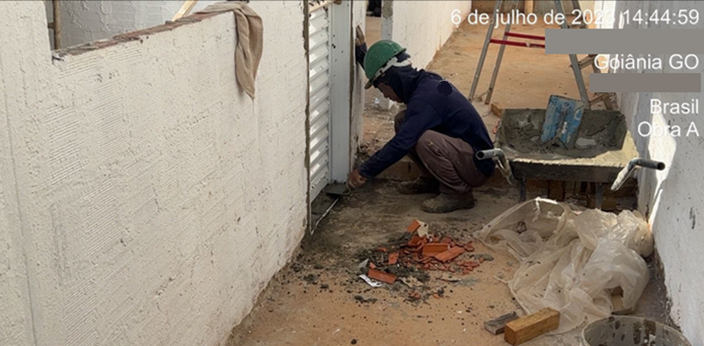 6 de julho de 2023 14:44:59
Goiânia GO
Brasil
Obra A